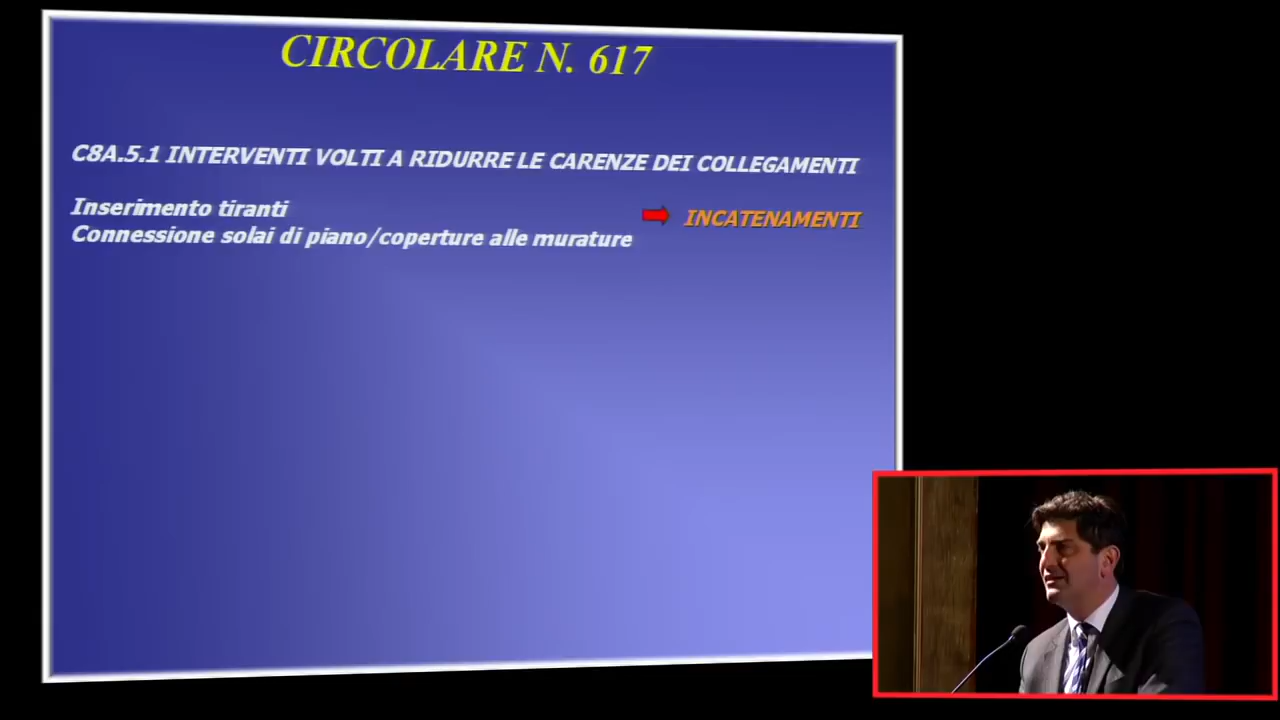 CIRCOLARE N. 617
C8A.5.1 INTERVENTI VOLTI A RIDURRE LE CARENZE DEI COLLEGAMENTI
Inserimento tiranti
INCATENAMENTI
Connessione solai di piano/coperture alle murature